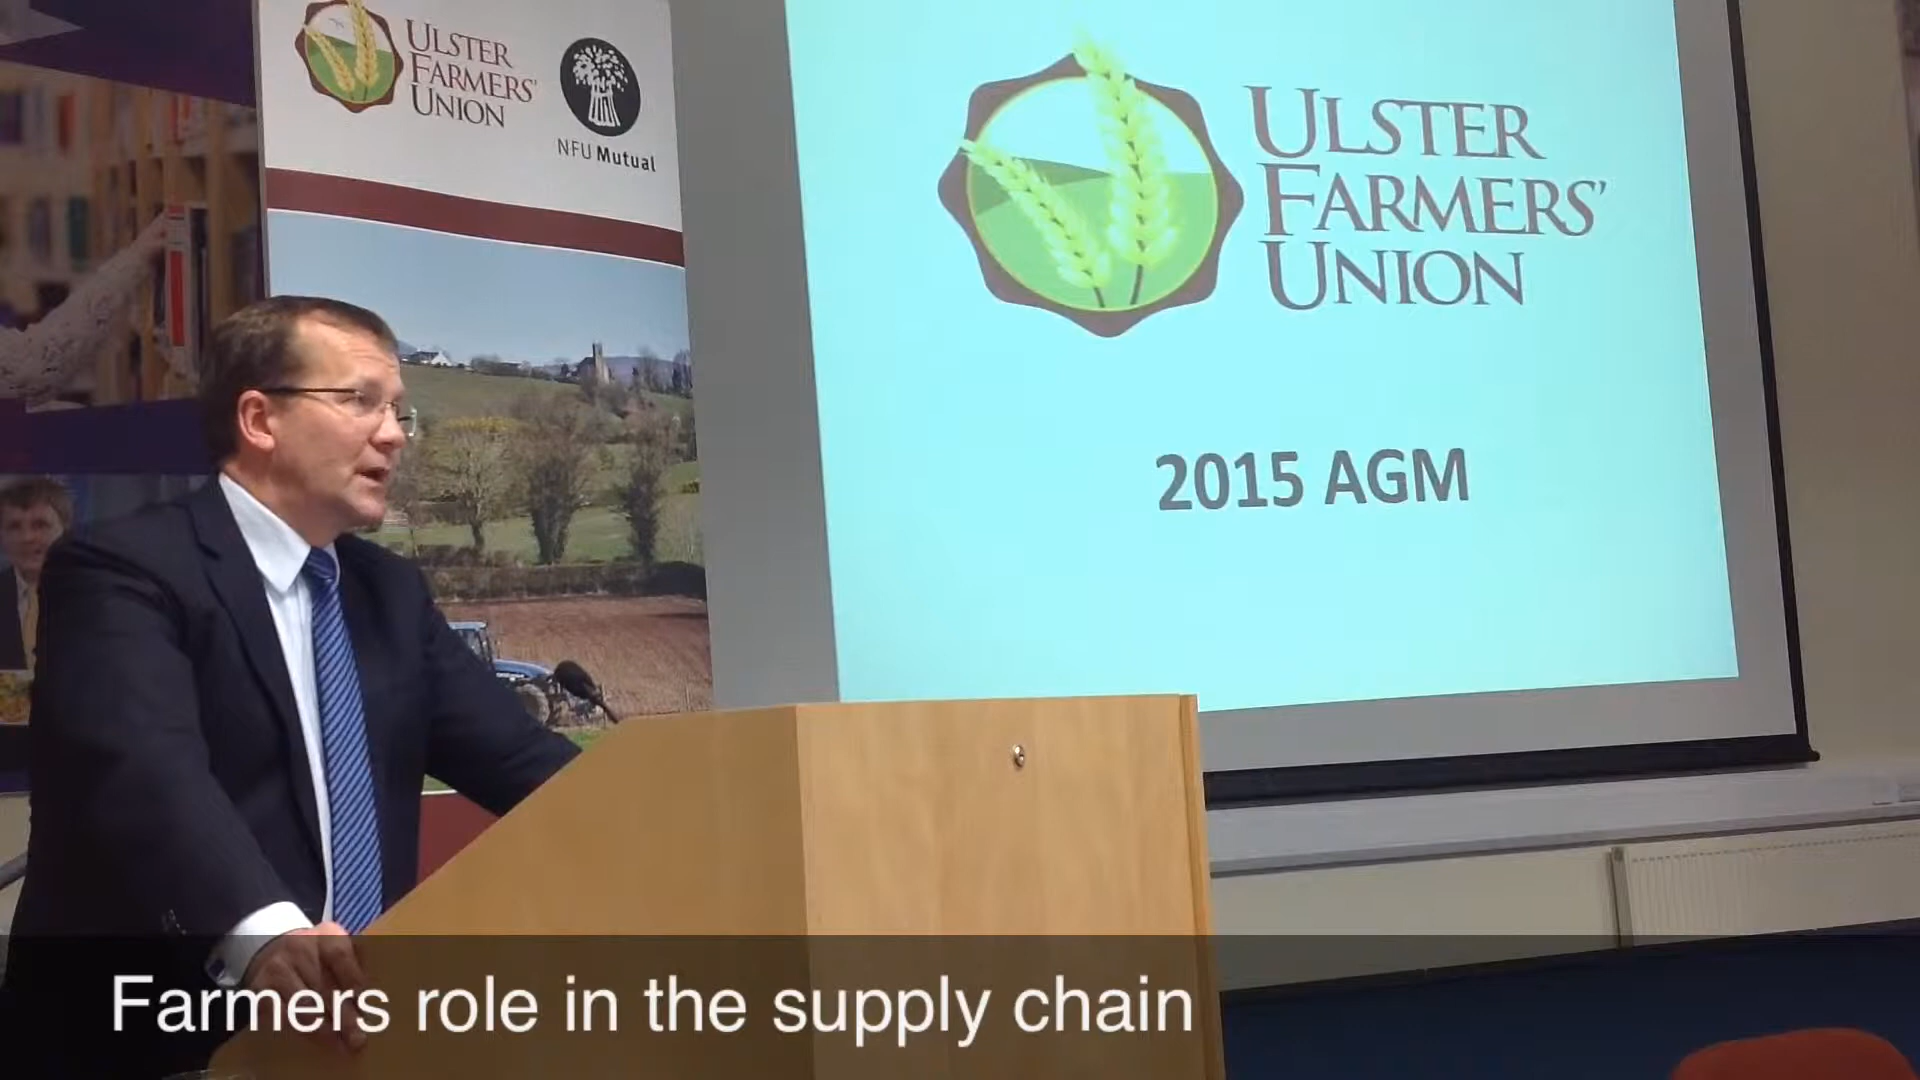 ULSTER
FARMERS'
UNION
NFU Mutual
ULSTER
FARMERS'
UNION
2015 AGM
Farmers role in the supply chain